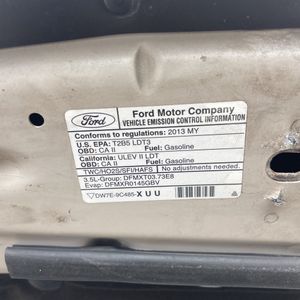 Ford
Ford Motor Company
VEHICLE EMISSION CONTROL INFORMATION
Conforms to regulations: 2013 MY
U.S. EPA: T2B5 LDT3
OBD: CA II Fuel: Gasoline
California: ULEV II LDT
OBD: CA II Fuel: Gasoline
TWC/HO2S/SFI/HAFS No adjustments needed.
3.5L-Group: DFMXT03.73E8
Evap: DFMXR0145GBV
DW7E-9C485-XUU